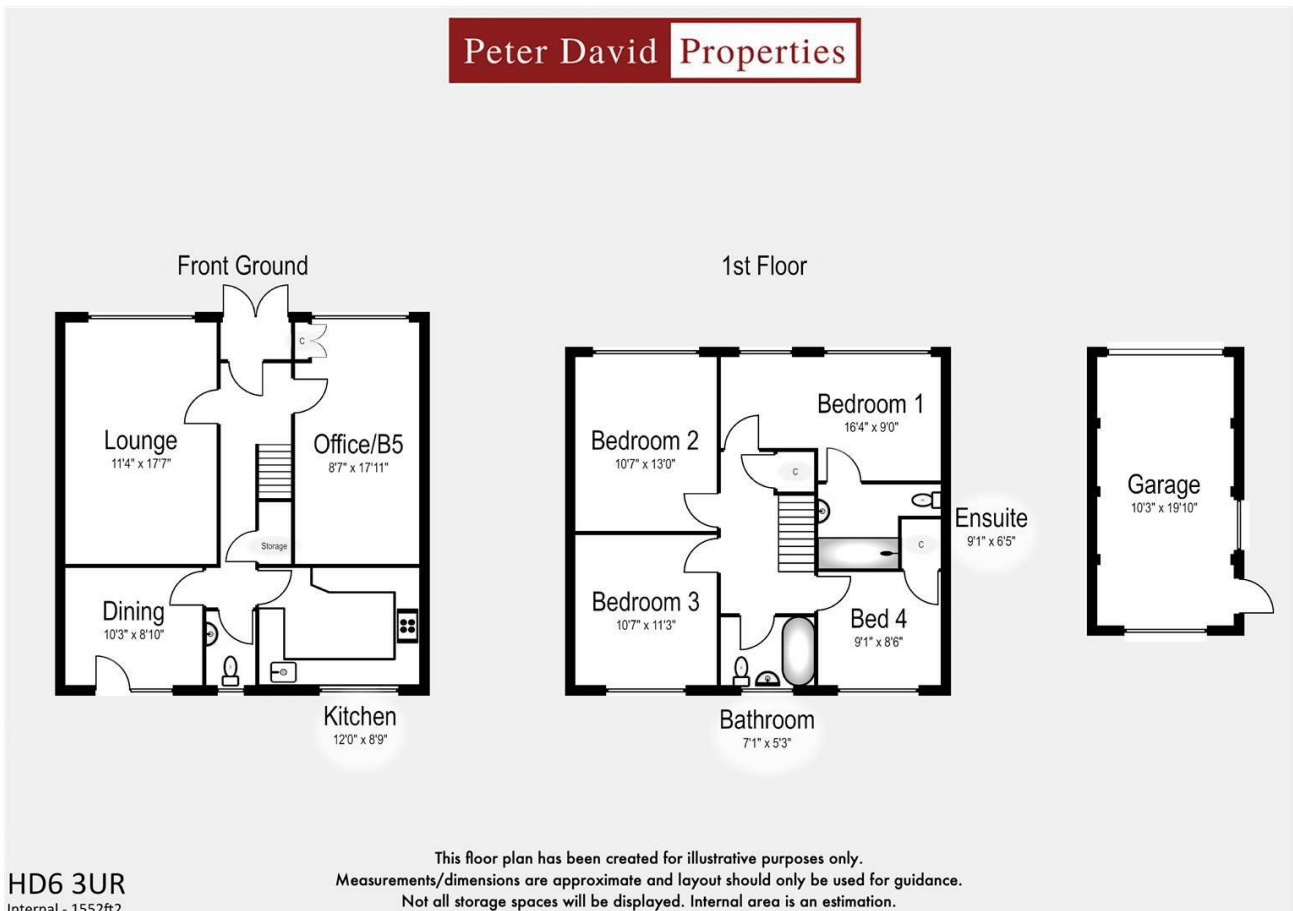 Peter David Properties
Front Ground
1st Floor
C
Lounge
11'4" x 17'7"
Office/B5
8'7" x 17'11"
Storage
Dining
10'3" x 8'10"
Kitchen
12'0" x 8'9"
Bedroom 1
16'4" x 9'0"
Bedroom 2
10'7" x 13'0"
C
Ensuite
9'1" x 6'5"
C
Bedroom 3
10'7" x 11'3"
Bed 4
9'1" x 8'6"
Bathroom
7'1" x 5'3"
Garage
10'3" x 19'10"
This floor plan has been created for illustrative purposes only.
Measurements/dimensions are approximate and layout should only be used for guidance.
Not all storage spaces will be displayed. Internal area is an estimation.
HD6 3UR
Internal - 1552ft2